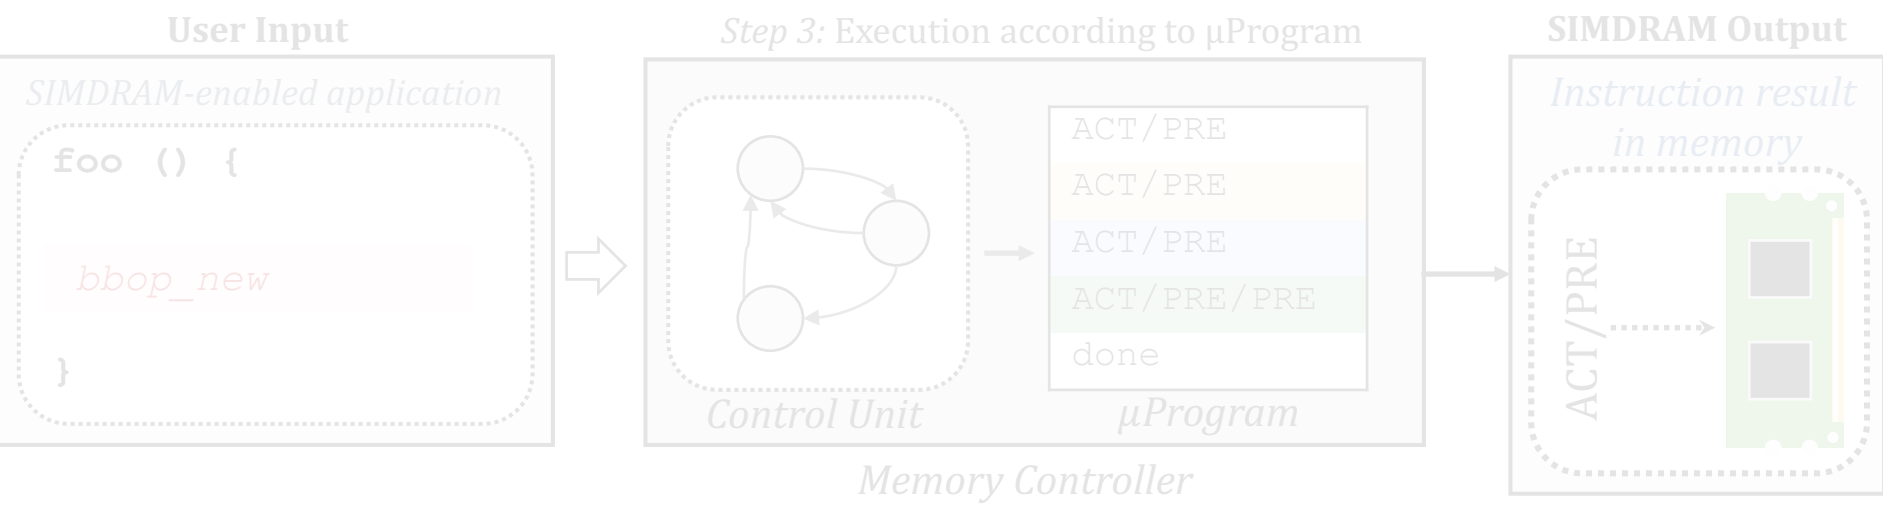 User Input
SIMDRAM-enabled application
foo () {
bbop_new
}
Step 3: Execution according to μProgram
Control Unit
ACT/PRE
ACT/PRE
ACT/PRE
ACT/PRE/PRE
done
μProgram
Memory Controller
SIMDRAM Output
Instruction result
in memory
ACT/PRE